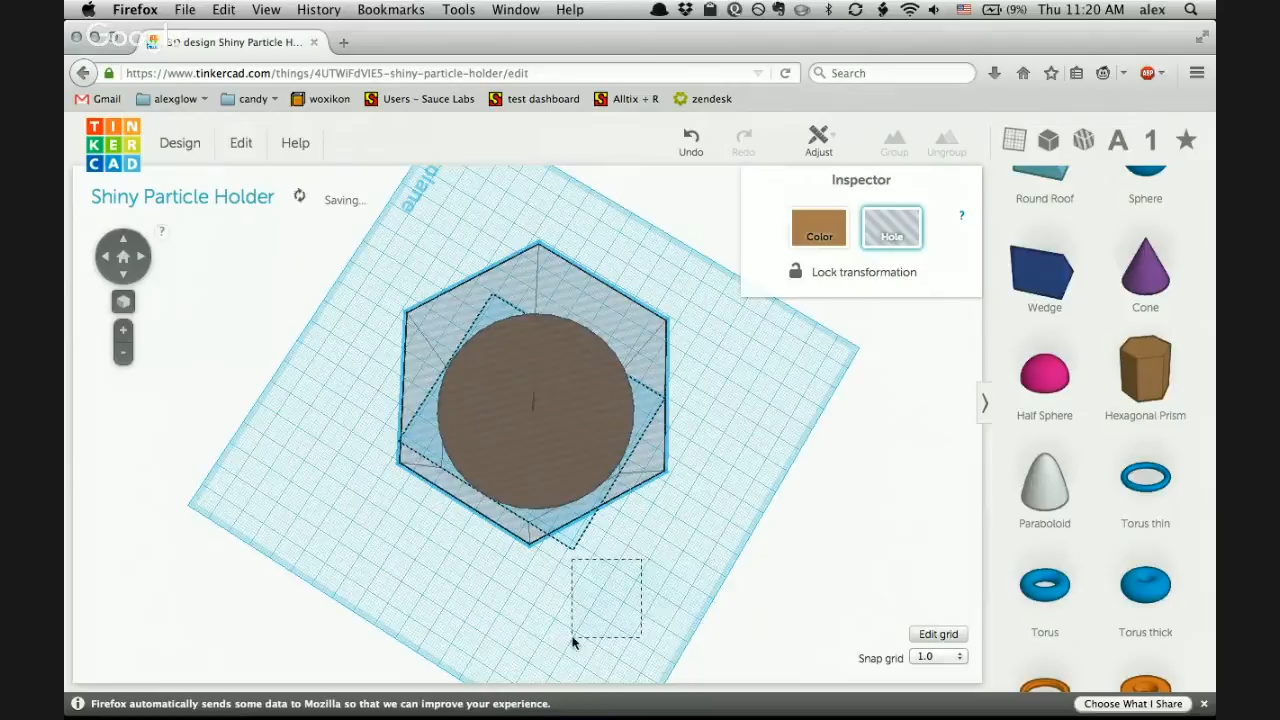 Firefox File Edit View History Bookmarks Tools Window Help (9%) Thu 11:20 AM alex
Google
3D design Shiny Particle H...
https://www.tinkercad.com/things/4UTWiFdVIE5-shiny-particle-holder/edit Search
Gmail alexglow candy woxikon Users - Sauce Labs test dashboard Alltix + R zendesk
TIN
KER
CAD
Design Edit Help Undo Redo Adjust Group Ungroup
A 1
Shiny Particle Holder Saving...
?
Inspector
Color Hole ?
Lock transformation
plane
Round Roof Sphere
Wedge Cone
Half Sphere Hexagonal Prism
Paraboloid Torus thin
Torus Torus thick
Edit grid
Snap grid 1.0
Firefox automatically sends some data to Mozilla so that we can improve your experience. Choose What I Share